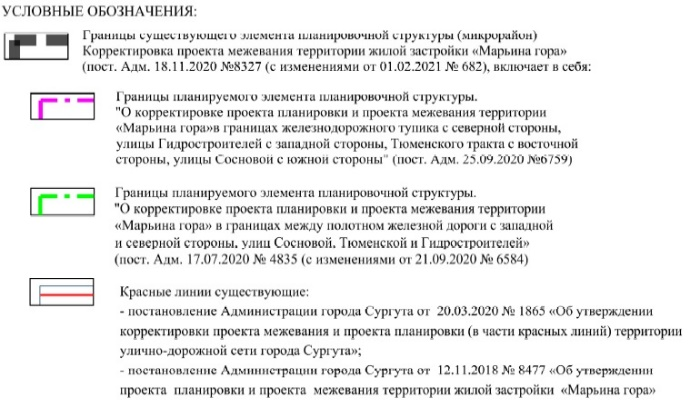 УСЛОВНЫЕ ОБОЗНАЧЕНИЯ:
Границы существующего элемента планировочной структуры (микрорайон)
Корректировка проекта межевания территории жилой застройки «Марьина гора»
(пост. Адм. 18.11.2020 №8327 (с изменениями от 01.02.2021 № 682), включает в себя:
Границы планируемого элемента планировочной структуры.
"О корректировке проекта планировки и проекта межевания территории
«Марьина гора»в границах железнодорожного тупика с северной стороны,
улицы Гидростроителей с западной стороны, Тюменского тракта с восточной
стороны, улицы Сосновой с южной стороны" (пост. Адм. 25.09.2020 №6759)
Границы планируемого элемента планировочной структуры.
"О корректировке проекта планировки и проекта межевания территории
«Марьина гора» в границах между полотном железной дороги с западной
и северной стороны, улиц Сосновой, Тюменской и Гидростроителей»
(пост. Адм. 17.07.2020 № 4835 (с изменениями от 21.09.2020 № 6584)
Красные линии существующие:
- постановление Администрации города Сургута от 20.03.2020 № 1865 «Об утверждении
корректировки проекта межевания и проекта планировки (в части красных линий) территории
улично-дорожной сети города Сургута»;
- постановление Администрации города Сургута от 12.11.2018 № 8477 «Об утверждении
проекта планировки и проекта межевания территории жилой застройки «Марьина гора»